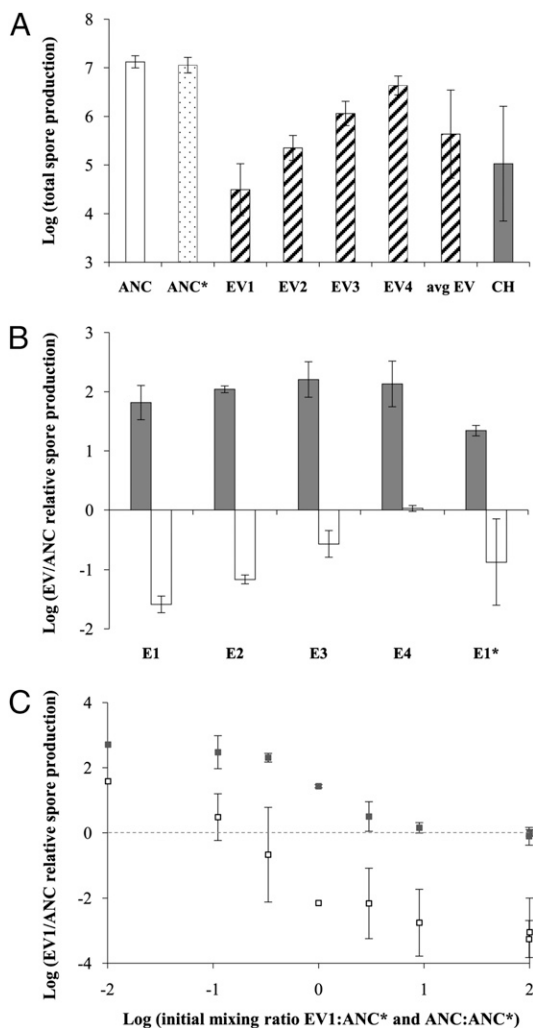 A
Log (total spore production)
8
7
6
5
4
3
ANC ANC* EV1 EV2 EV3 EV4 avg EV CH
B
Log (EV/ANC relative spore production)
3
2
1
0
-1
-2
E1 E2 E3 E4 E1*
C
Log (EV1/ANC relative spore production)
4
2
0
-2
-4
-2 -1 0 1 2
Log (initial mixing ratio EV1:ANC* and ANC:ANC*)